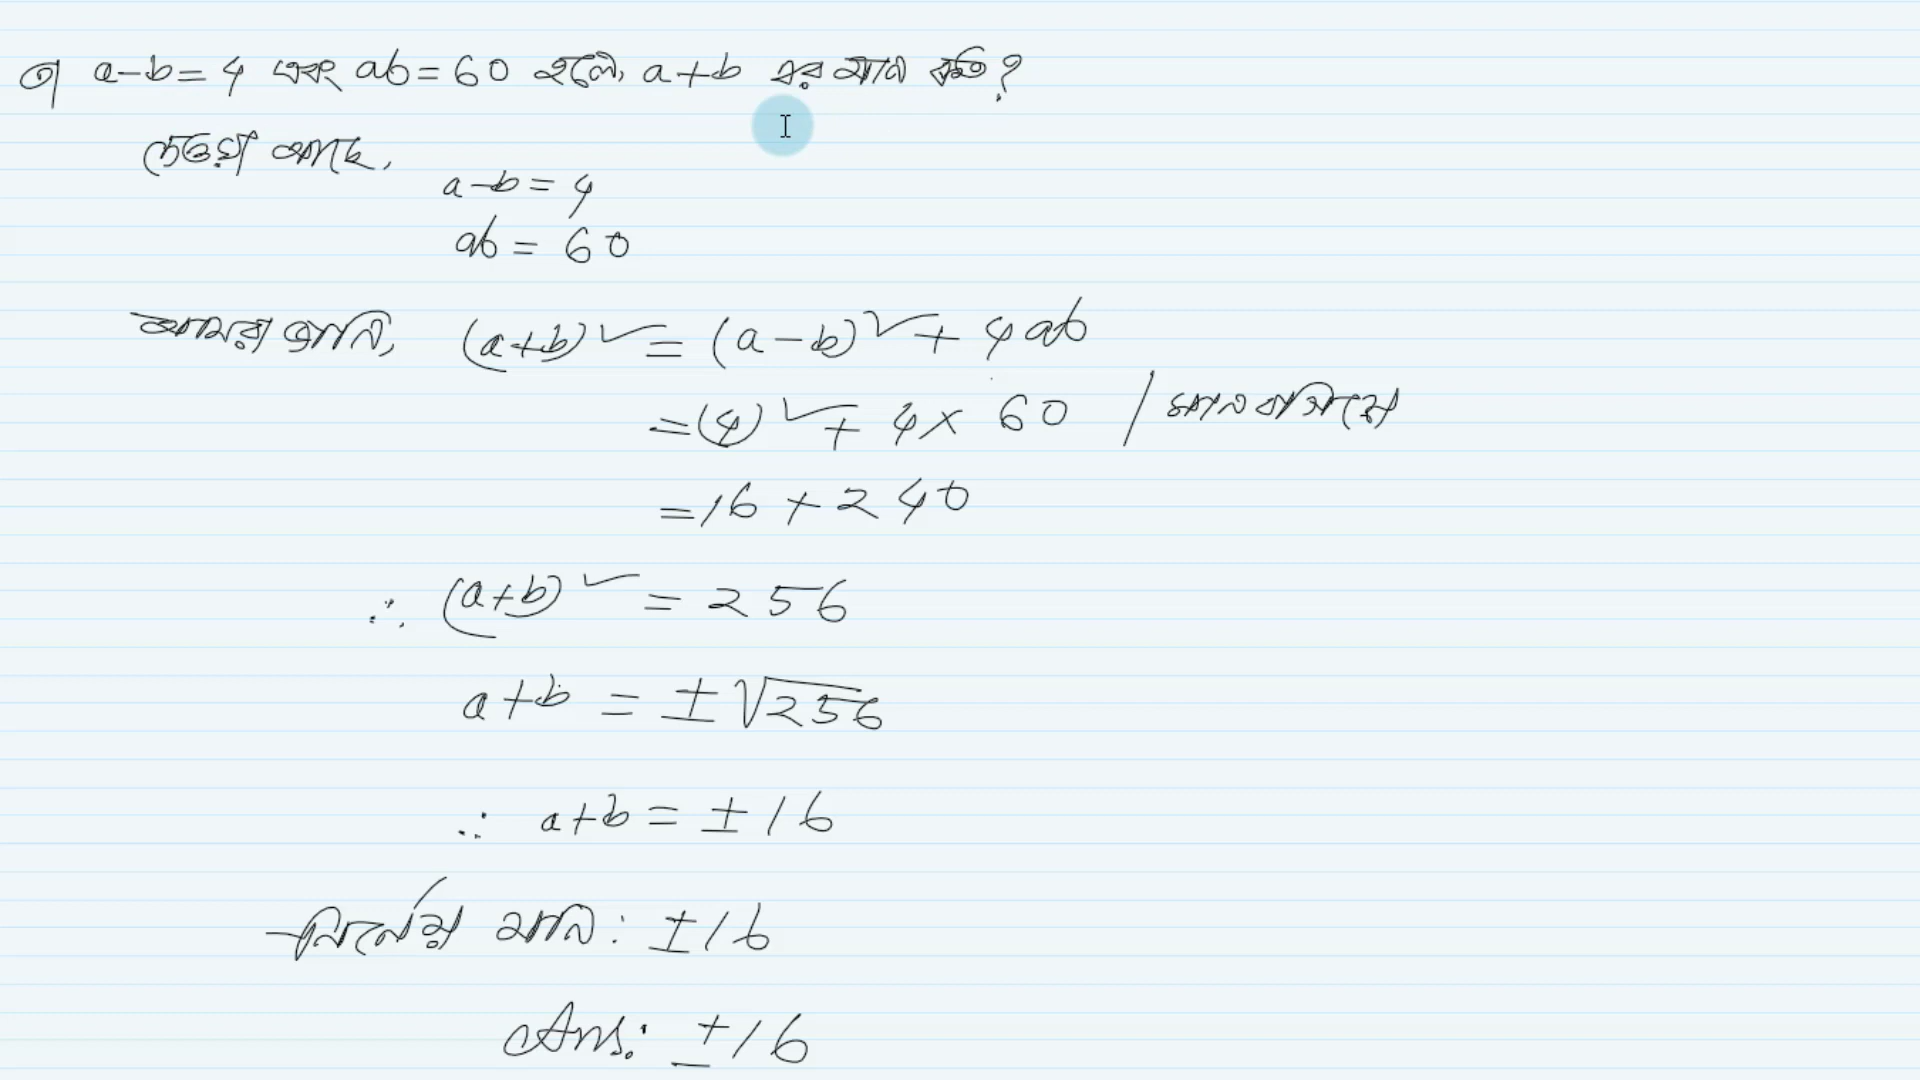 ৩| a-b=4 এবং ab=60 হলে, a+b এর মান কত?
দেওয়া আছে,
a-b=4
ab=60
আমরা জানি, (a+b)² = (a-b)² + 4ab
=(4)² + 4×60 / মান বসিয়ে
=16+240
∴ (a+b)² = 256
a+b = ±√256
∴ a+b = ±16
নির্ণেয় মান: ±16
Ans: ±16